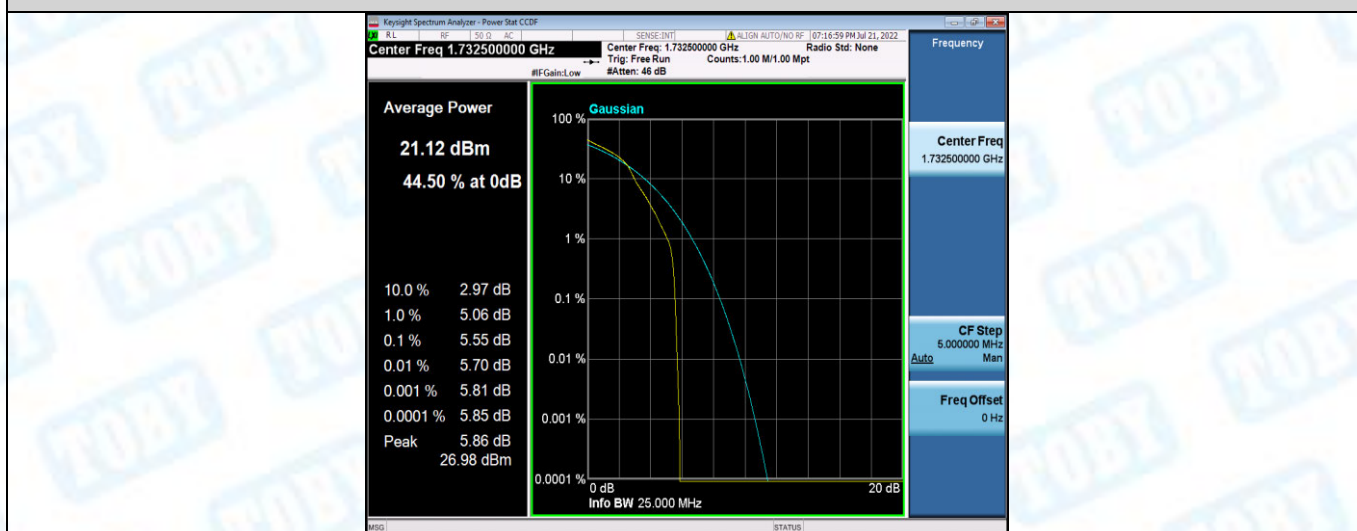 Keysight Spectrum Analyzer - Power Stat CCDF
RL RF 50 Ω AC SENSE:INT ALIGN AUTO/NO RF 07:16:59 PM Jul 21, 2022
Center Freq 1.732500000 GHz
Center Freq: 1.732500000 GHz Radio Std: None
Trig: Free Run Counts:1.00 M/1.00 Mpt
#IFGain:Low #Atten: 46 dB
Frequency
Average Power
21.12 dBm
44.50 % at 0dB
10.0 % 2.97 dB
1.0 % 5.06 dB
0.1 % 5.55 dB
0.01 % 5.70 dB
0.001 % 5.81 dB
0.0001 % 5.85 dB
Peak 5.86 dB
26.98 dBm
Gaussian
100 %
10 %
1 %
0.1 %
0.01 %
0.001 %
0.0001 %
0 dB 20 dB
Info BW 25.000 MHz
Center Freq
1.732500000 GHz
CF Step
5.000000 MHz
Auto Man
Freq Offset
0 Hz
MSG STATUS
TOBY
TOBY
TOBY
TOBY
TOBY
TOBY
TOBY